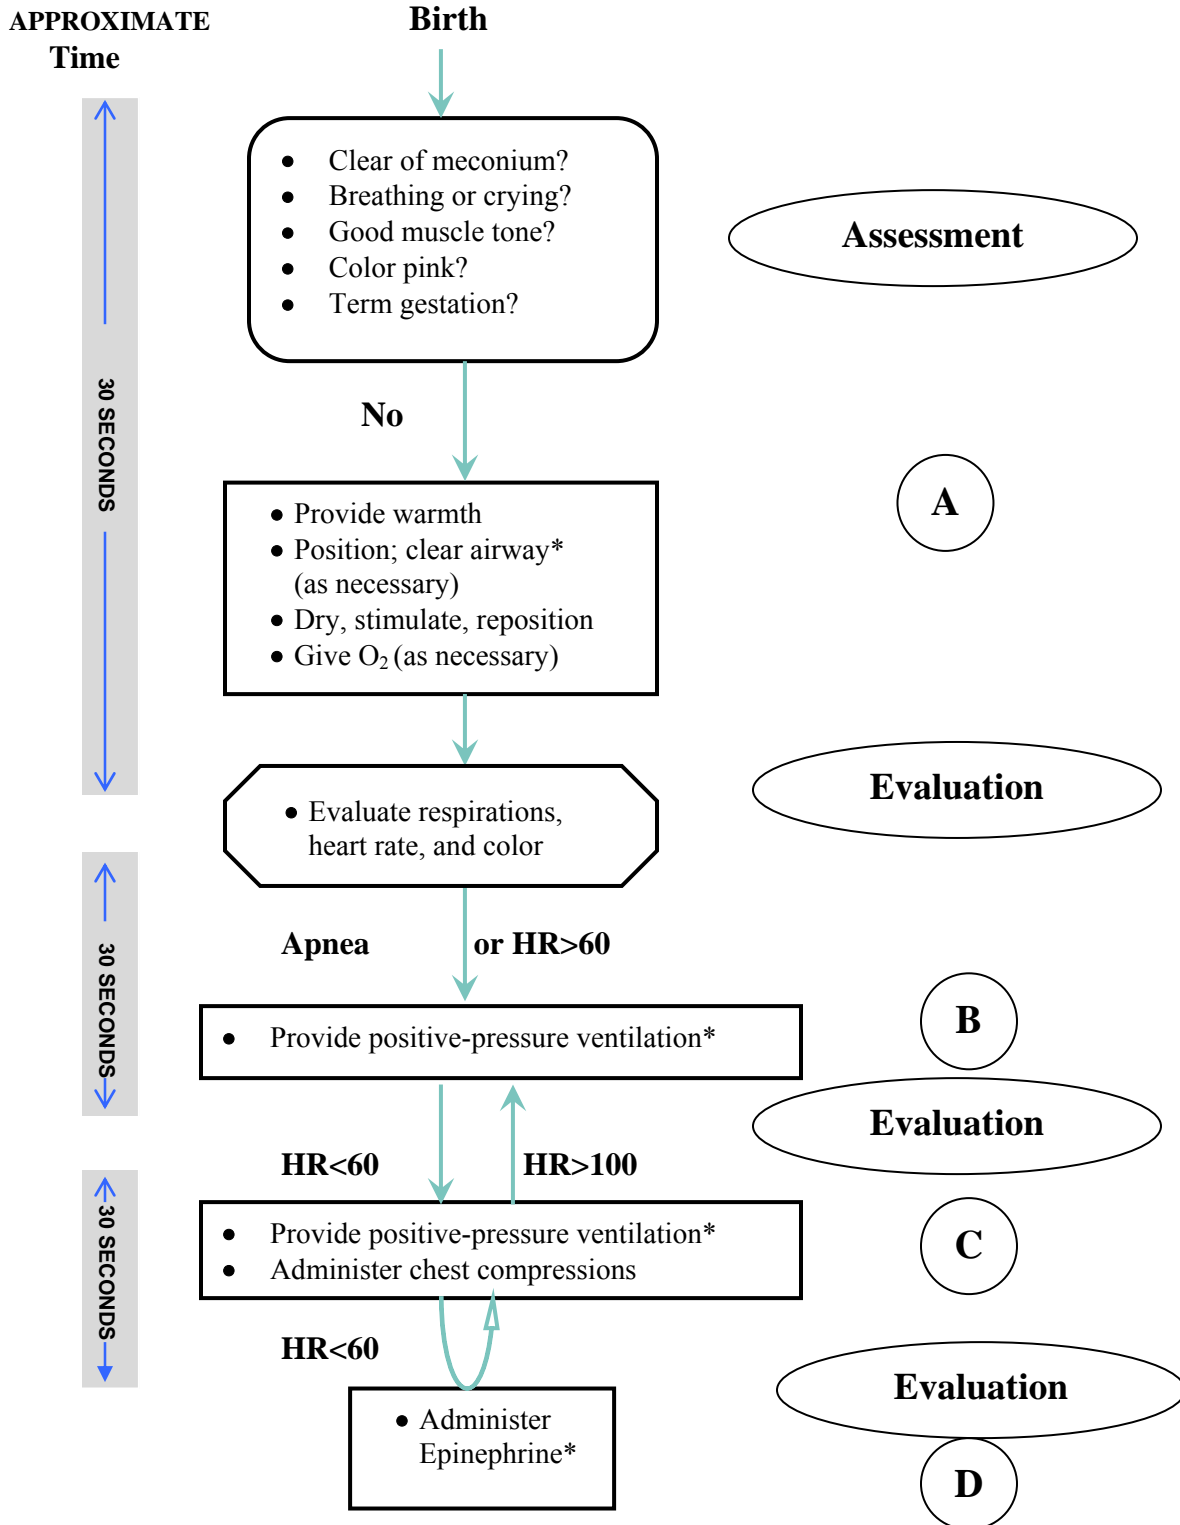 APPROXIMATE
Time
Birth
• Clear of meconium?
• Breathing or crying?
• Good muscle tone?
• Color pink?
• Term gestation?
Assessment
30 SECONDS
No
• Provide warmth
• Position; clear airway*
(as necessary)
• Dry, stimulate, reposition
• Give O₂ (as necessary)
A
• Evaluate respirations,
heart rate, and color
Evaluation
30 SECONDS
Apnea or HR>60
• Provide positive-pressure ventilation*
B
Evaluation
HR<60 HR>100
30 SECONDS
• Provide positive-pressure ventilation*
• Administer chest compressions
C
HR<60
Evaluation
• Administer
Epinephrine*
D